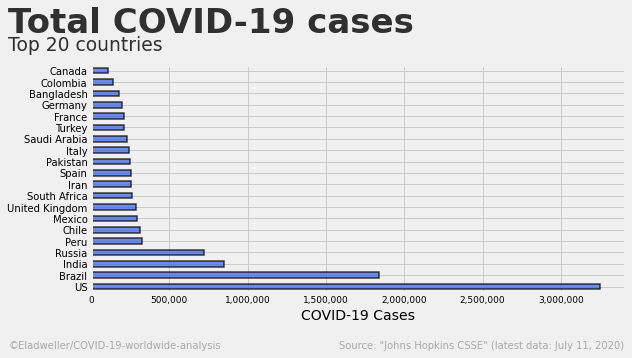 Total COVID-19 cases
Top 20 countries
Canada
Colombia
Bangladesh
Germany
France
Turkey
Saudi Arabia
Italy
Pakistan
Spain
Iran
South Africa
United Kingdom
Mexico
Chile
Peru
Russia
India
Brazil
US
0 500,000 1,000,000 1,500,000 2,000,000 2,500,000 3,000,000
COVID-19 Cases
©Eladweller/COVID-19-worldwide-analysis Source: "Johns Hopkins CSSE" (latest data: July 11, 2020)